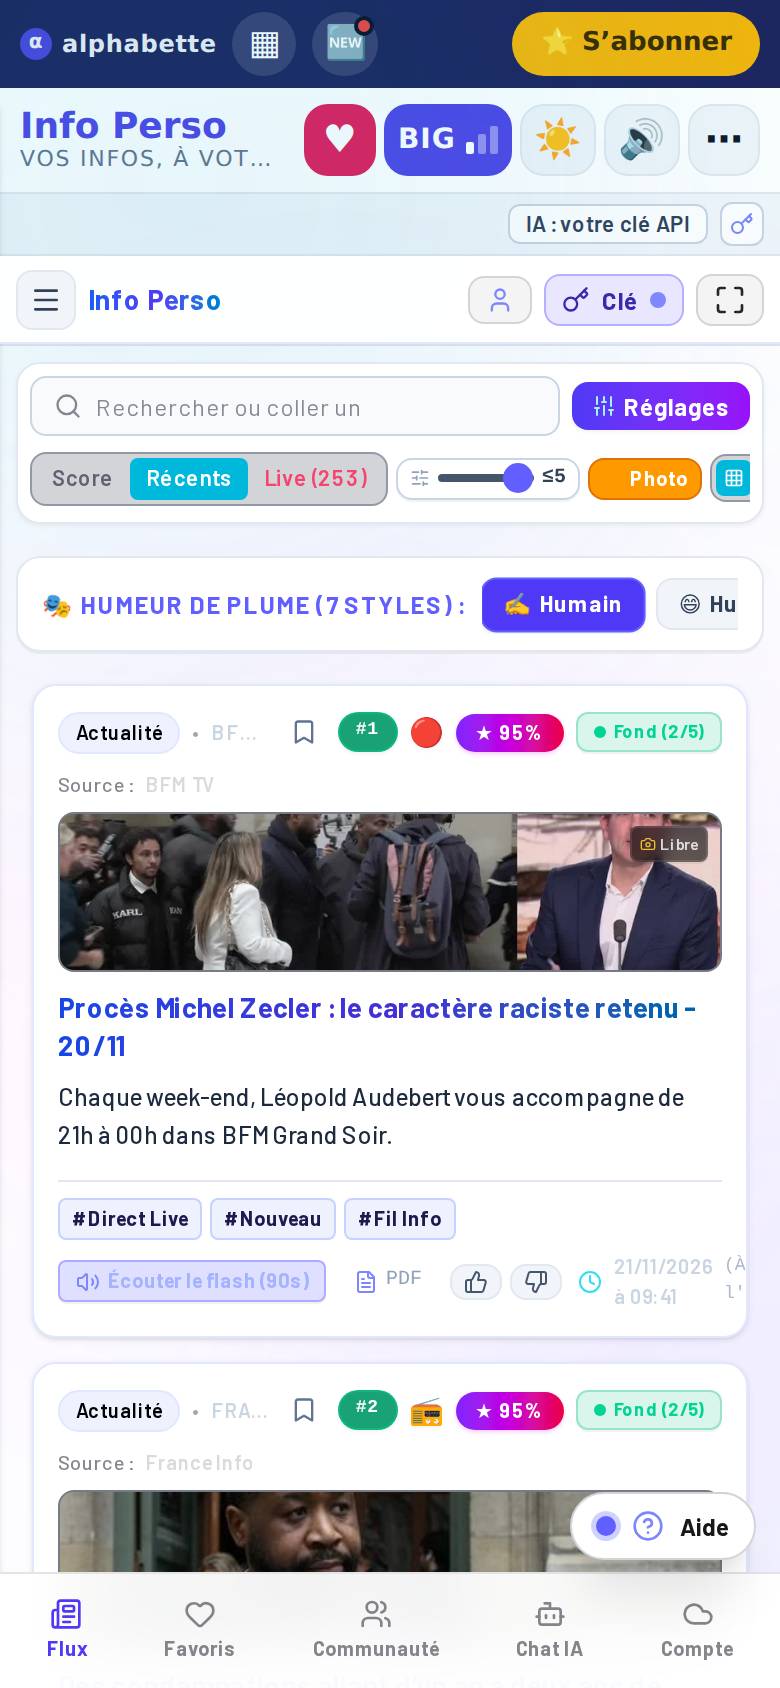 α alphabette NEW ⭐ S’abonner
Info Perso
VOS INFOS, À VOT...
BIG
IA : votre clé API
Info Perso
Clé
Rechercher ou coller un
Réglages
Score Récents Live (253) ≤5 Photo
🎭 HUMEUR DE PLUME (7 STYLES) : ✍️ Humain 😄 Hu
Actualité • BF... #1 🔴 ★ 95% Fond (2/5)
Source : BFM TV
KARL
Libre
Procès Michel Zecler : le caractère raciste retenu -
20/11
Chaque week-end, Léopold Audebert vous accompagne de
21h à 00h dans BFM Grand Soir.
#Direct Live #Nouveau #Fil Info
Écouter le flash (90s) PDF 21/11/2026 (À
à 09:41 l'
Actualité • FRA... #2 📻 ★ 95% Fond (2/5)
Source : France Info
Aide
Flux Favoris Communauté Chat IA Compte